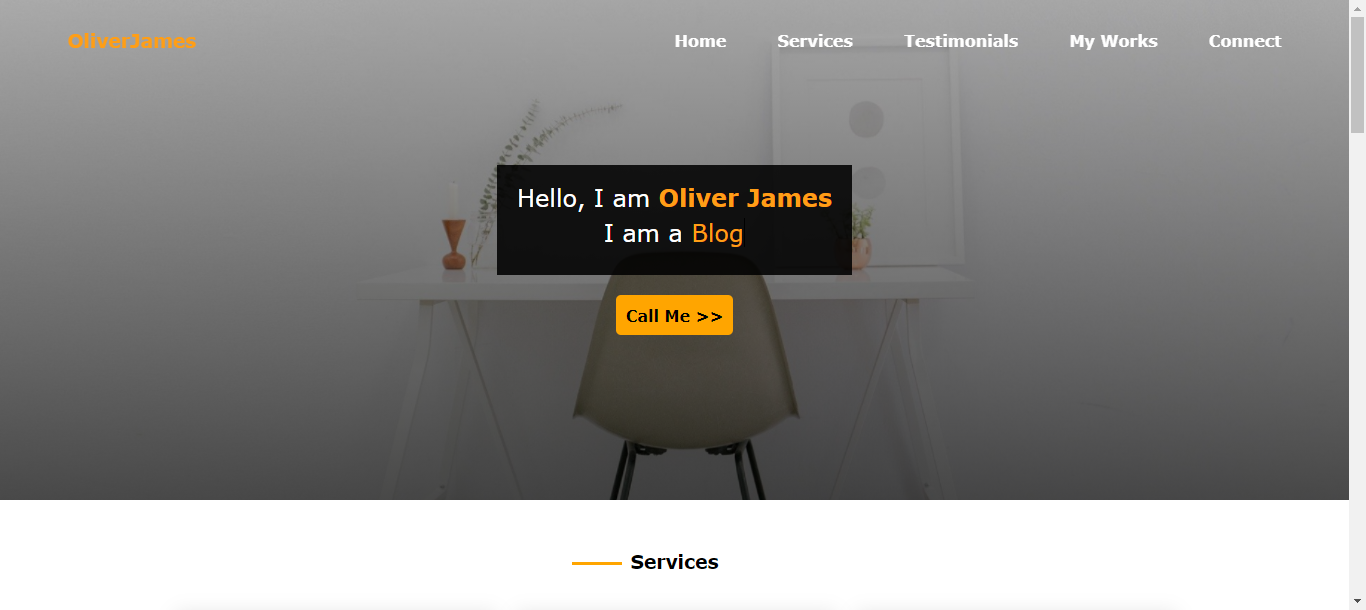 OliverJames
Home Services Testimonials My Works Connect
Hello, I am Oliver James
I am a Blog
Call Me >>
Services